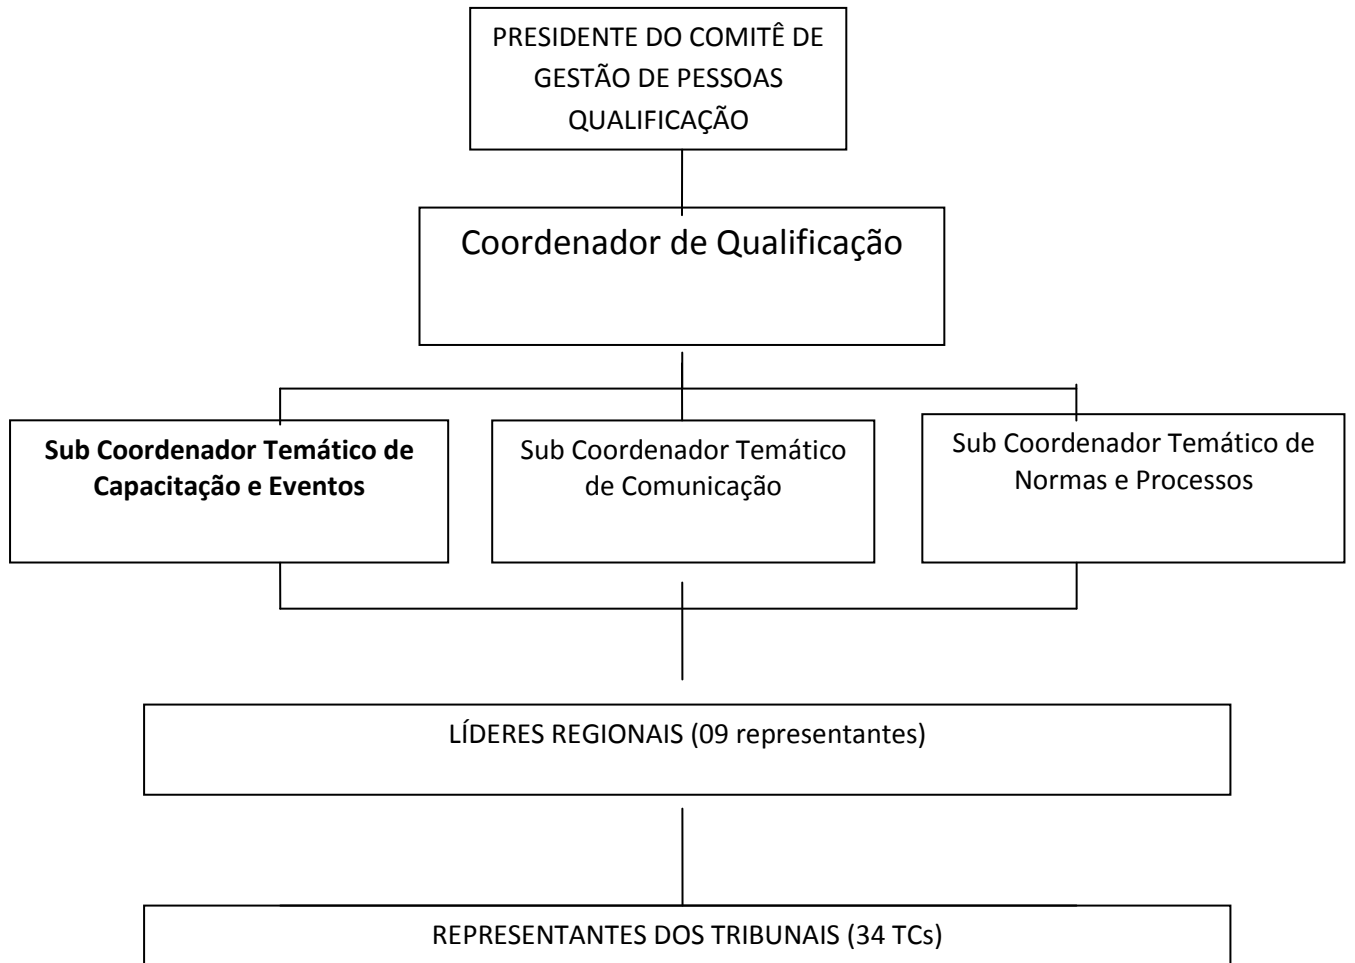 PRESIDENTE DO COMITÊ DE
GESTÃO DE PESSOAS
QUALIFICAÇÃO
Coordenador de Qualificação
Sub Coordenador Temático de
Capacitação e Eventos
Sub Coordenador Temático
de Comunicação
Sub Coordenador Temático de
Normas e Processos
LÍDERES REGIONAIS (09 representantes)
REPRESENTANTES DOS TRIBUNAIS (34 TCs)